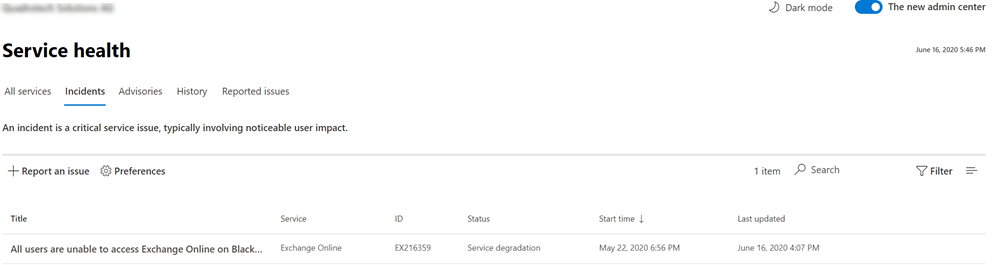 Dark mode The new admin center
Service health
June 16, 2020 5:46 PM
All services Incidents Advisories History Reported issues
An incident is a critical service issue, typically involving noticeable user impact.
Report an issue Preferences 1 item Search Filter
Title Service ID Status Start time ↓ Last updated
All users are unable to access Exchange Online on Black... Exchange Online EX216359 Service degradation May 22, 2020 6:56 PM June 16, 2020 4:07 PM